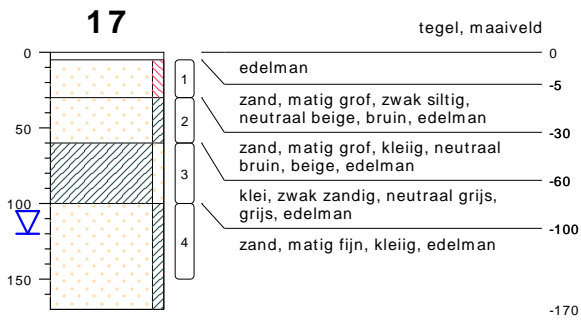 17
tegel, maaiveld
0
0
edelman
-5
1
zand, matig grof, zwak siltig,
neutraal beige, bruin, edelman
-30
50
2
zand, matig grof, kleiig, neutraal
bruin, beige, edelman
-60
3
klei, zwak zandig, neutraal grijs,
grijs, edelman
-100
100
4
zand, matig fijn, kleiig, edelman
150
-170